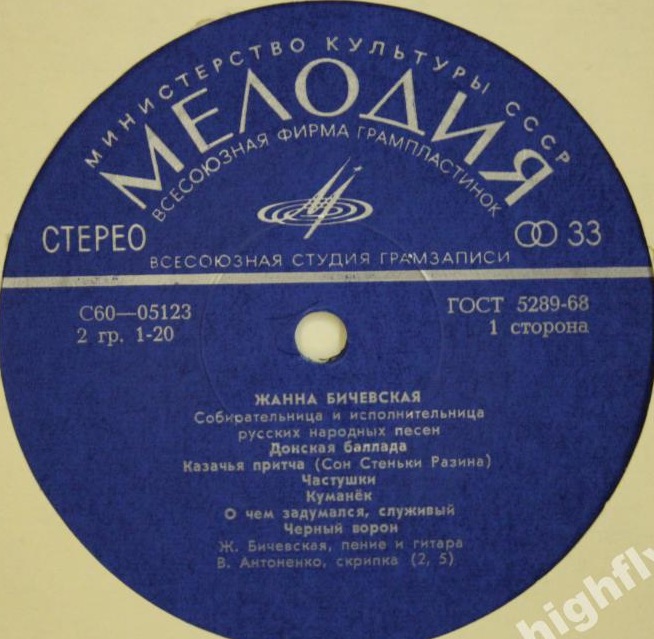 МИНИСТЕРСТВО КУЛЬТУРЫ СССР
МЕЛОДИЯ
ВСЕСОЮЗНАЯ ФИРМА ГРАМПЛАСТИНОК
СТЕРЕО
33
ВСЕСОЮЗНАЯ СТУДИЯ ГРАМЗАПИСИ
С60—05123
ГОСТ 5289-68
2 гр. 1-20
1 сторона
ЖАННА БИЧЕВСКАЯ
Собирательница и исполнительница
русских народных песен
Донская баллада
Казачья притча (Сон Стеньки Разина)
Частушки
Куманёк
О чем задумался, служивый
Черный ворон
Ж. Бичевская, пение и гитара
В. Антоненко, скрипка (2, 5)
highfly